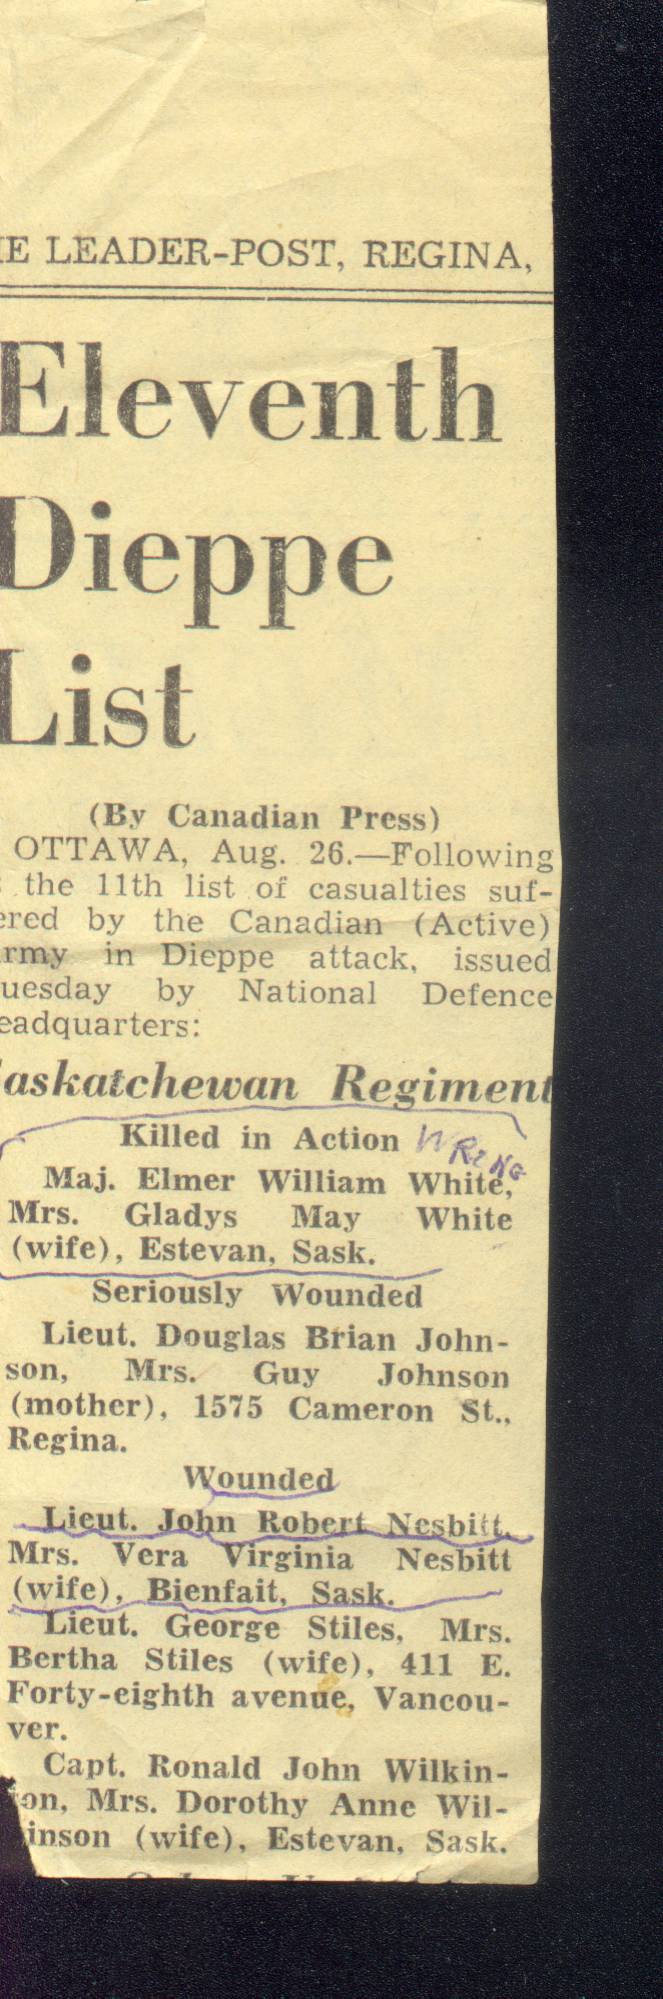 E LEADER-POST, REGINA,
Eleventh
Dieppe
List
(By Canadian Press)
OTTAWA, Aug. 26.—Following
the 11th list of casualties suf-
ered by the Canadian (Active)
rmy in Dieppe attack, issued
uesday by National Defence
eadquarters:
askatchewan Regiment
Killed in Action
Maj. Elmer William White,
Mrs. Gladys May White
(wife), Estevan, Sask.
Seriously Wounded
Lieut. Douglas Brian John-
son, Mrs. Guy Johnson
(mother), 1575 Cameron St.,
Regina.
Wounded
Lieut. John Robert Nesbitt,
Mrs. Vera Virginia Nesbitt
(wife), Bienfait, Sask.
Lieut. George Stiles, Mrs.
Bertha Stiles (wife), 411 E.
Forty-eighth avenue, Vancou-
ver.
Capt. Ronald John Wilkin-
on, Mrs. Dorothy Anne Wil-
inson (wife), Estevan, Sask.